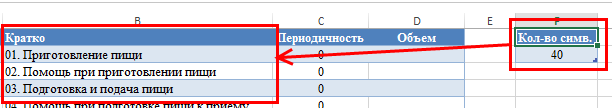 B C D E F
Кратко Периодичность Объем Кол-во симв.
01. Приготовление пищи 0 40
02. Помощь при приготовлении пищи 0
03. Подготовка и подача пищи 0
04. Помощь при подготовке пищи к приему 0